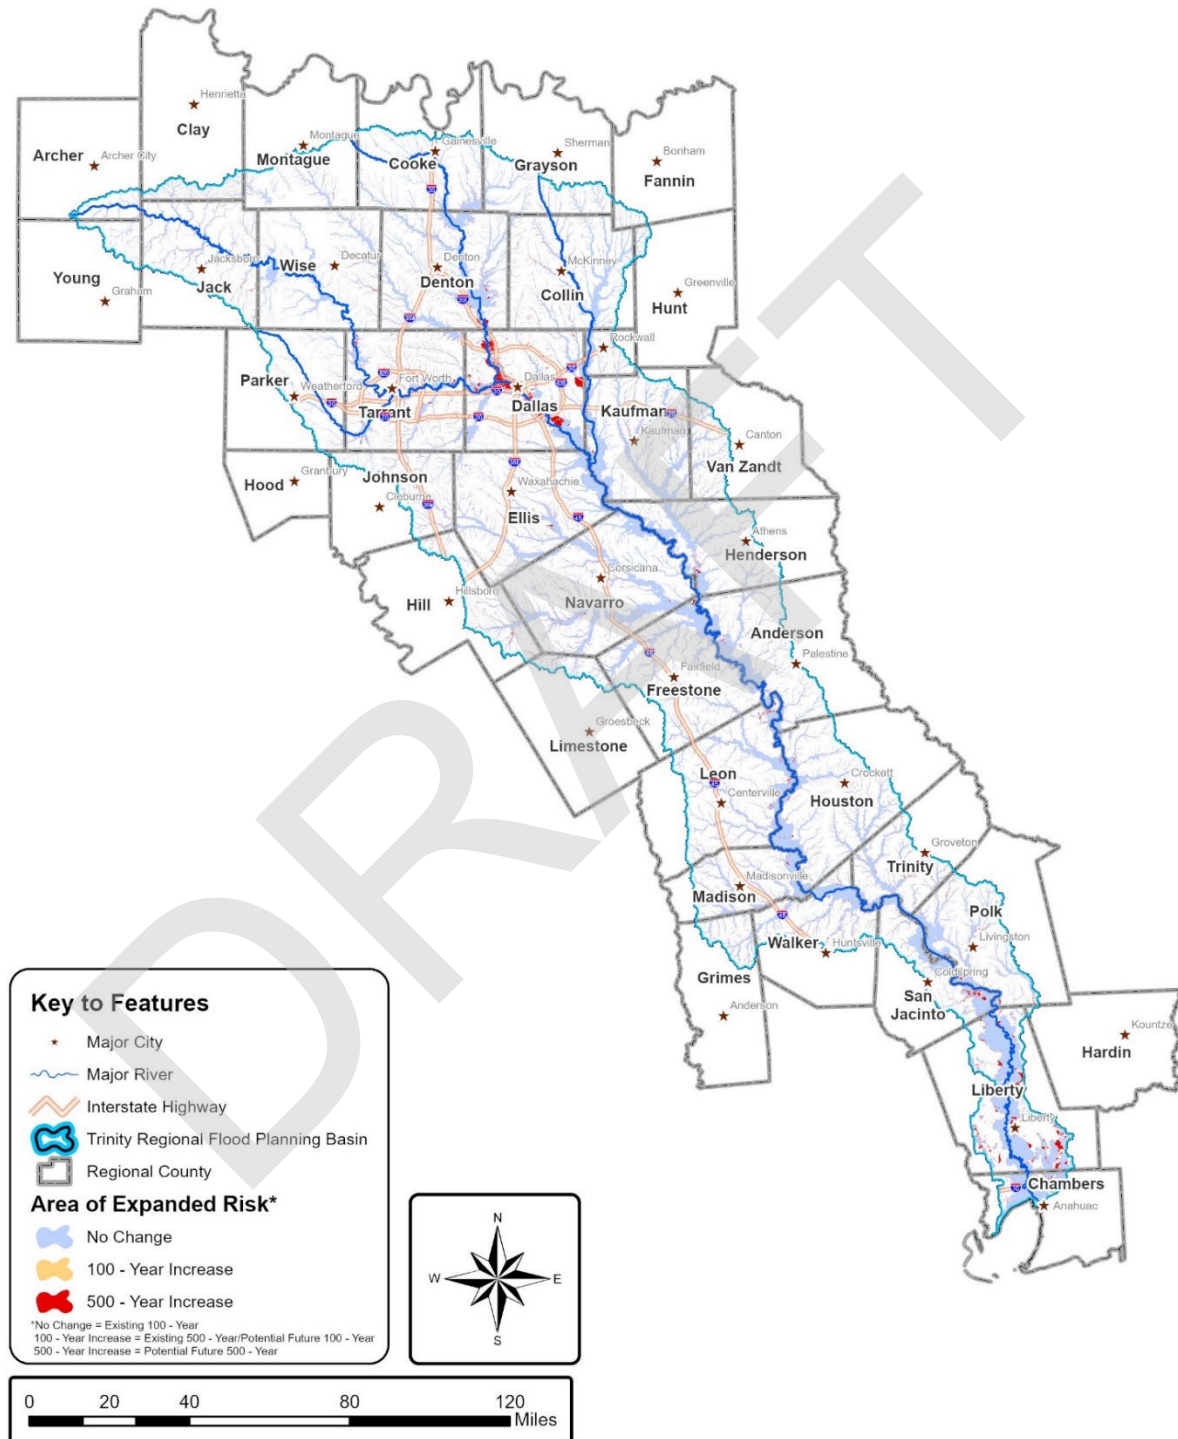 Henrietta
Clay
Archer
Archer City
Montague
Montague
Gainesville
Cooke
Sherman
Grayson
Bonham
Fannin
Young
Graham
Jacksboro
Jack
Wise
Decatur
Denton
Denton
McKinney
Collin
Greenville
Hunt
Rockwall
Parker
Weatherford
Fort Worth
Tarrant
Dallas
Dallas
Kaufman
Kaufman
Canton
Van Zandt
Hood
Granbury
Johnson
Cleburne
Waxahachie
Ellis
Athens
Henderson
Hill
Hillsboro
Corsicana
Navarro
Anderson
Palestine
Fairfield
Freestone
Groesbeck
Limestone
Leon
Centerville
Crockett
Houston
Groveton
Trinity
Madisonville
Madison
Polk
Livingston
Walker
Huntsville
Grimes
Anderson
Coldspring
San
Jacinto
Kountze
Hardin
Liberty
Liberty
Chambers
Anahuac
DRAFT
Key to Features
Major City
Major River
Interstate Highway
Trinity Regional Flood Planning Basin
Regional County
Area of Expanded Risk*
No Change
100 - Year Increase
500 - Year Increase
*No Change = Existing 100 - Year
100 - Year Increase = Existing 500 - Year/Potential Future 100 - Year
500 - Year Increase = Potential Future 500 - Year
N
W E
S
0 20 40 80 120
Miles